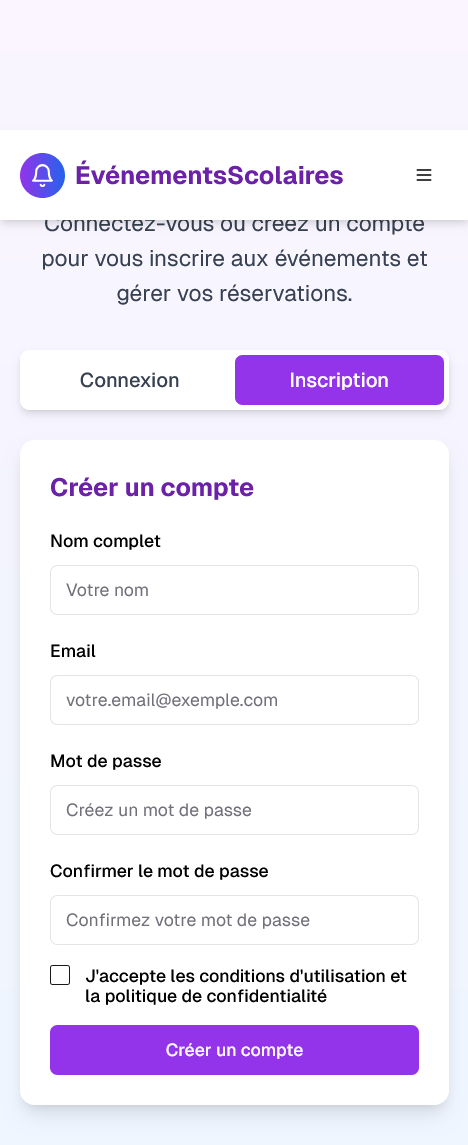 ÉvénementsScolaires
Connectez-vous ou créez un compte
pour vous inscrire aux événements et
gérer vos réservations.
Connexion
Inscription
Créer un compte
Nom complet
Votre nom
Email
votre.email@exemple.com
Mot de passe
Créez un mot de passe
Confirmer le mot de passe
Confirmez votre mot de passe
J'accepte les conditions d'utilisation et
la politique de confidentialité
Créer un compte